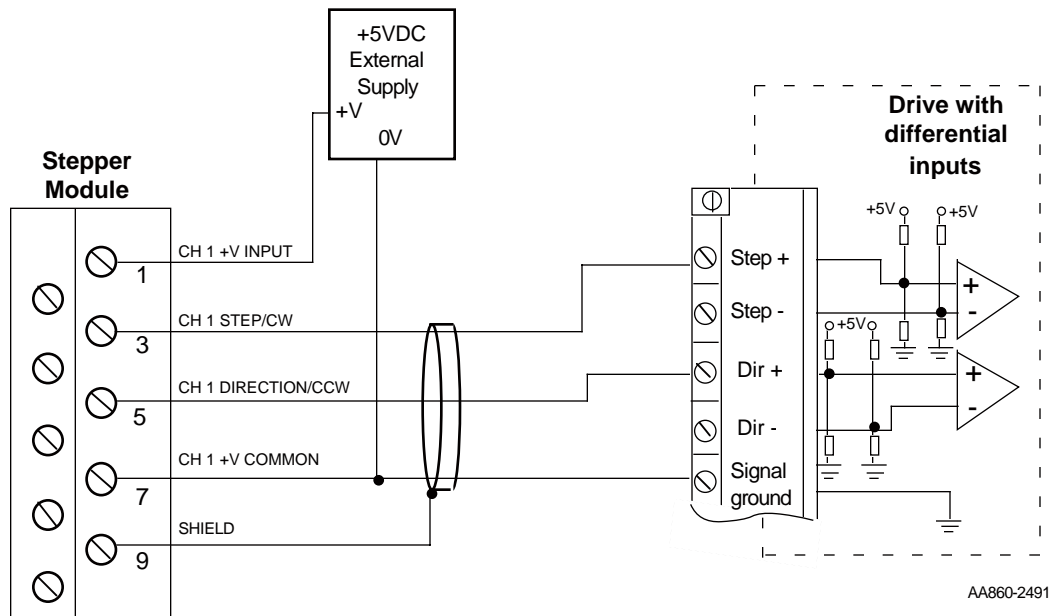 +5VDC
External
Supply
+V
0V
Stepper
Module
CH 1 +V INPUT
1
CH 1 STEP/CW
3
CH 1 DIRECTION/CCW
5
CH 1 +V COMMON
7
SHIELD
9
Drive with
differential
inputs
+5V
+5V
Step +
+
Step -
-
+5V
Dir +
+
Dir -
-
Signal
ground
AA860-2491